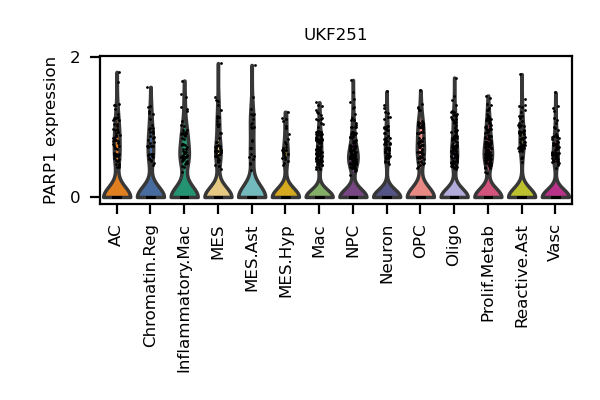 UKF251
PARP1 expression
2
0
AC
Chromatin.Reg
Inflammatory.Mac
MES
MES.Ast
MES.Hyp
Mac
NPC
Neuron
OPC
Oligo
Prolif.Metab
Reactive.Ast
Vasc